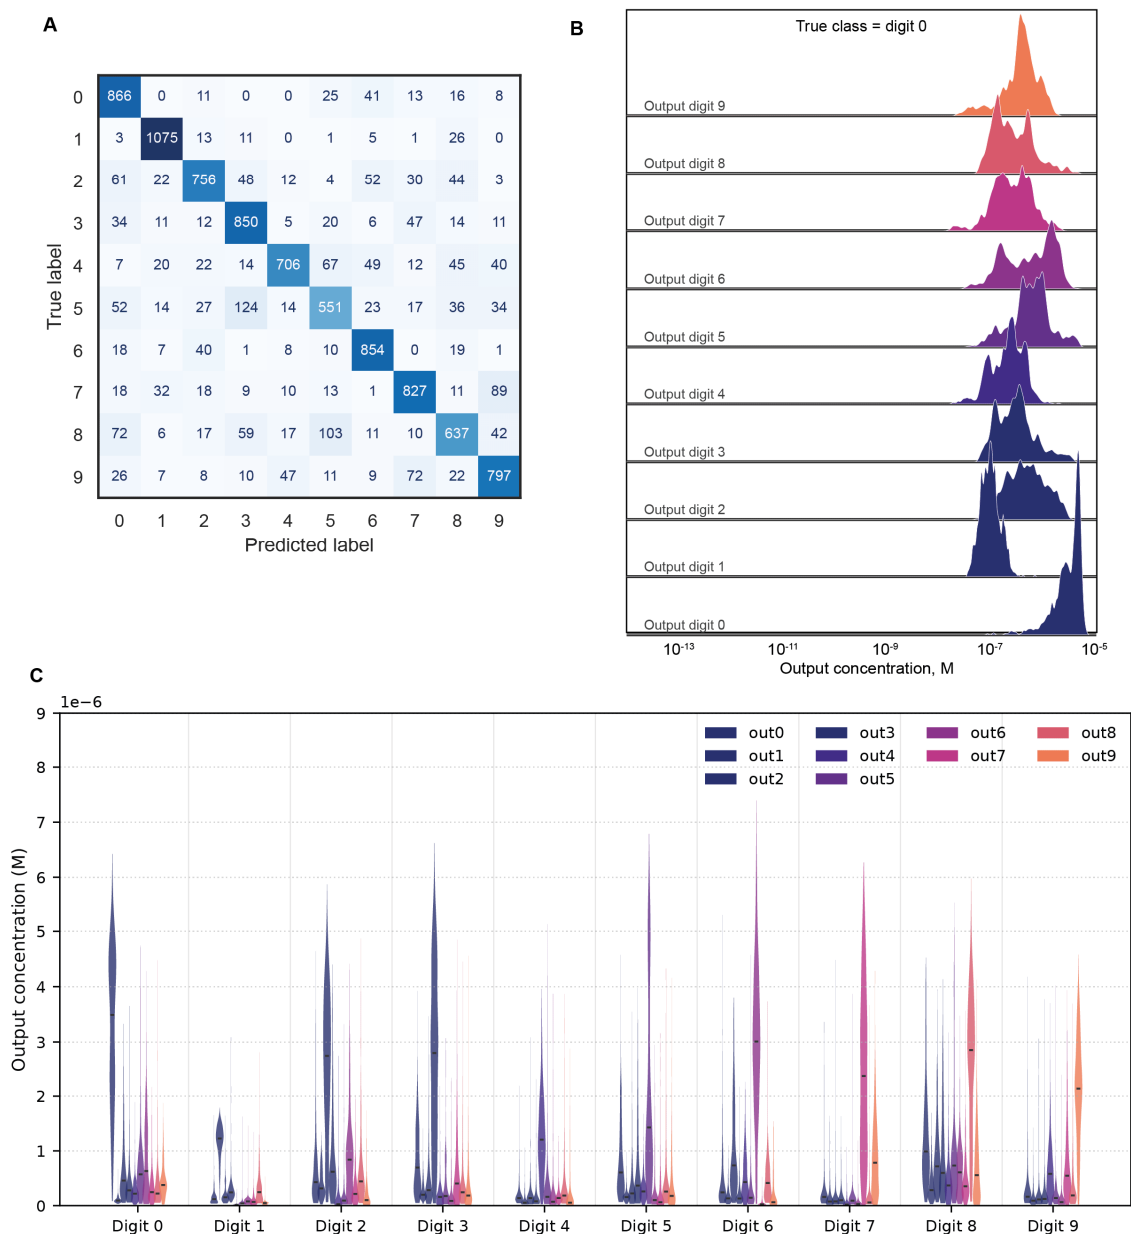 A
0 866 0 11 0 0 25 41 13 16 8
1 3 1075 13 11 0 1 5 1 26 0
2 61 22 756 48 12 4 52 30 44 3
3 34 11 12 850 5 20 6 47 14 11
4 7 20 22 14 706 67 49 12 45 40
5 52 14 27 124 14 551 23 17 36 34
6 18 7 40 1 8 10 854 0 19 1
7 18 32 18 9 10 13 1 827 11 89
8 72 6 17 59 17 103 11 10 637 42
9 26 7 8 10 47 11 9 72 22 797
0 1 2 3 4 5 6 7 8 9
True label
Predicted label
B
True class = digit 0
Output digit 9
Output digit 8
Output digit 7
Output digit 6
Output digit 5
Output digit 4
Output digit 3
Output digit 2
Output digit 1
Output digit 0
10⁻¹³ 10⁻¹¹ 10⁻⁹ 10⁻⁷ 10⁻⁵
Output concentration, M
C
1e−6
9
8
7
6
5
4
3
2
1
0
Output concentration (M)
out0 out3 out6 out8
out1 out4 out7 out9
out2 out5
Digit 0 Digit 1 Digit 2 Digit 3 Digit 4 Digit 5 Digit 6 Digit 7 Digit 8 Digit 9